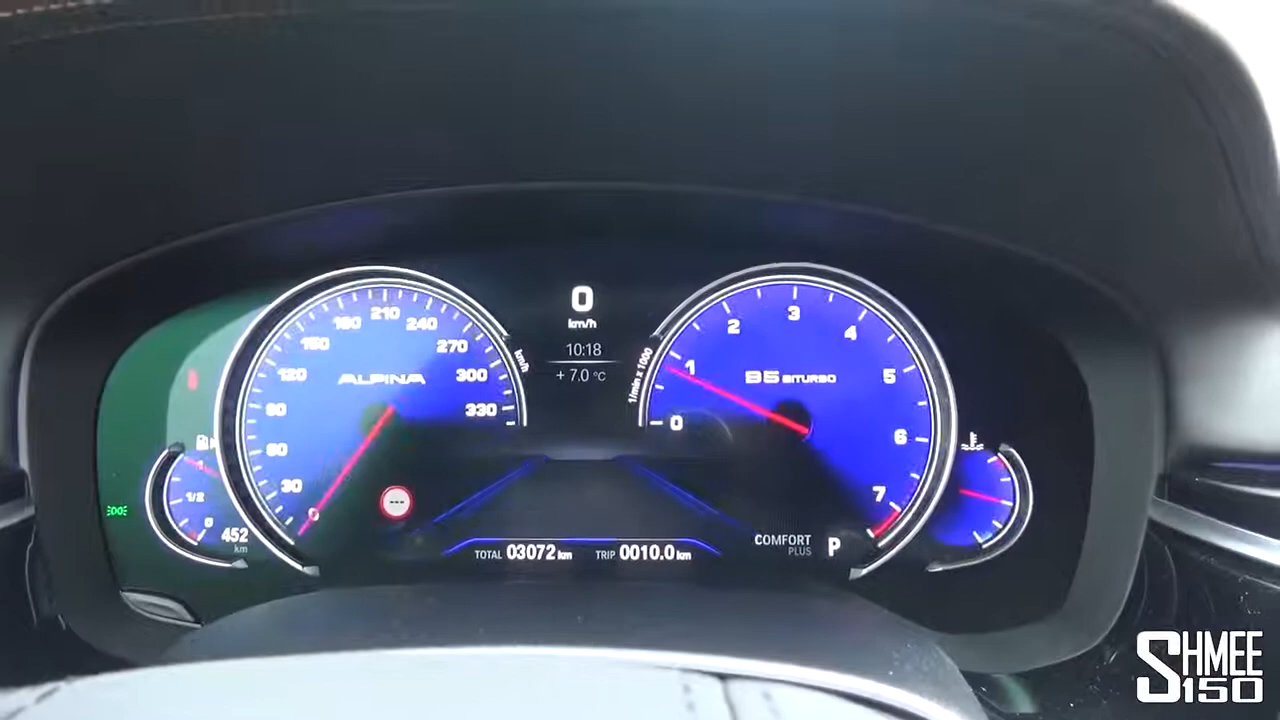 0
km/h
10:18
+ 7.0 °C
210
180
240
150
270
120
ALPINA
300
90
330
60
30
0
km/h
1/min x 1000
0
1
2
3
4
5
6
7
B5 BITURBO
1
1/2
0
452
km
---
TOTAL 03072 km
TRIP 0010.0 km
COMFORT
PLUS
P
SHMEE
150